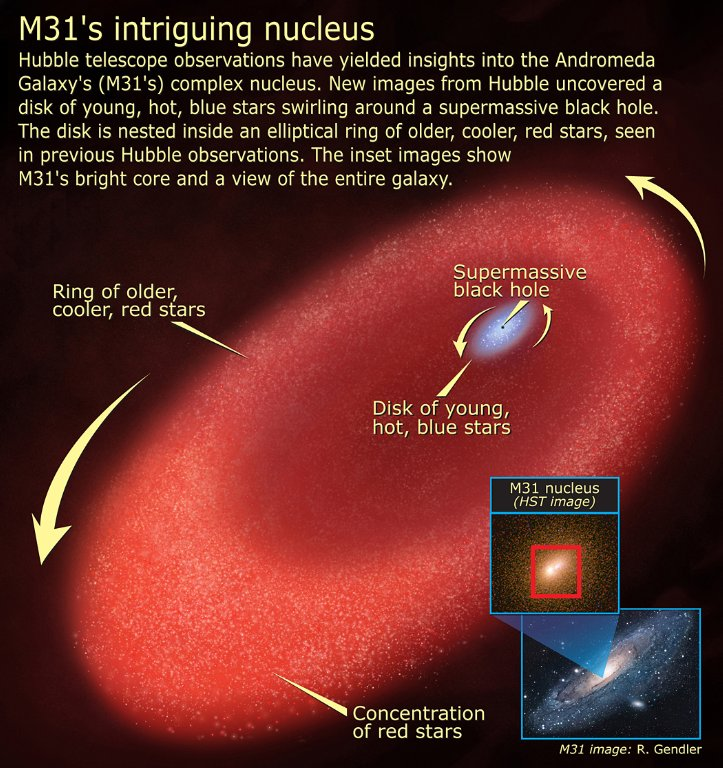 M31's intriguing nucleus
Hubble telescope observations have yielded insights into the Andromeda
Galaxy's (M31's) complex nucleus. New images from Hubble uncovered a
disk of young, hot, blue stars swirling around a supermassive black hole.
The disk is nested inside an elliptical ring of older, cooler, red stars, seen
in previous Hubble observations. The inset images show
M31's bright core and a view of the entire galaxy.
Supermassive
black hole
Ring of older,
cooler, red stars
Disk of young,
hot, blue stars
M31 nucleus
(HST image)
Concentration
of red stars
M31 image: R. Gendler